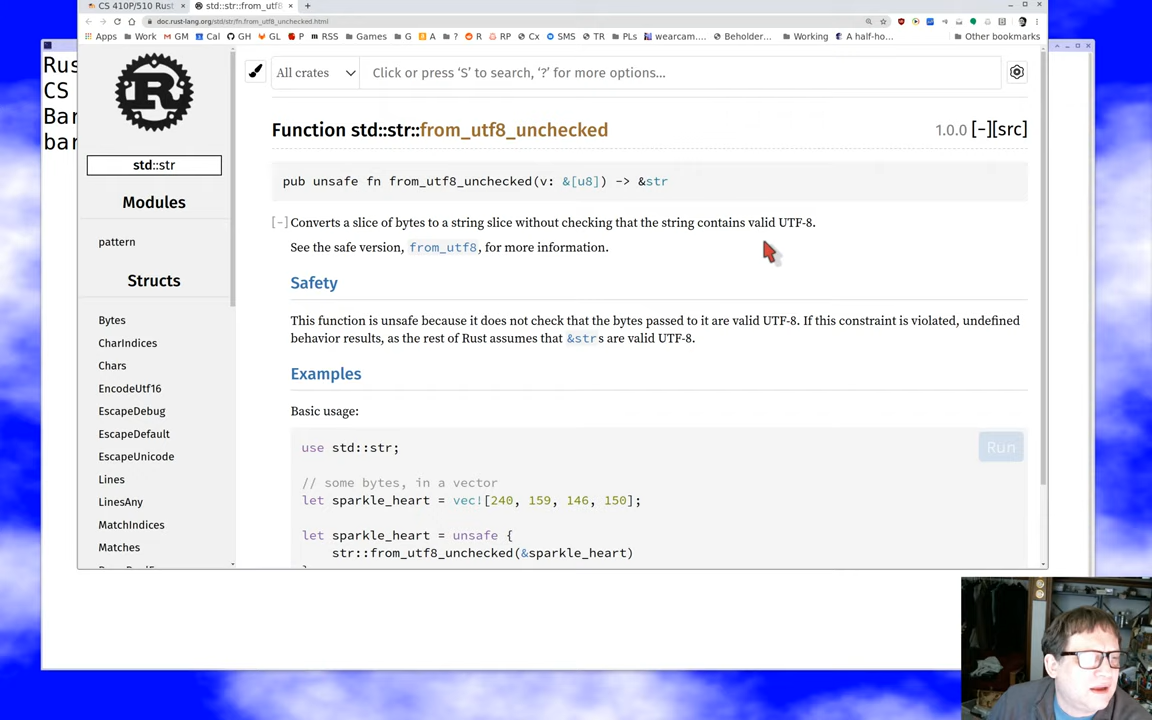 CS 410P/510 Rust
std::str::from_utf8
doc.rust-lang.org/std/str/fn.from_utf8_unchecked.html
Apps Work GM Cal GH GL P RSS Games G A ? R RP Cx SMS TR PLs wearcam.... Beholder... Working A half-ho... Other bookmarks
Rus
CS
Bar
bar
R
std::str
Modules
pattern
Structs
Bytes
CharIndices
Chars
EncodeUtf16
EscapeDebug
EscapeDefault
EscapeUnicode
Lines
LinesAny
MatchIndices
Matches
All crates
Click or press ‘S’ to search, ‘?’ for more options…
Function std::str::from_utf8_unchecked
1.0.0 [-][src]
pub unsafe fn from_utf8_unchecked(v: &[u8]) -> &str
[-] Converts a slice of bytes to a string slice without checking that the string contains valid UTF-8.
See the safe version, from_utf8, for more information.
Safety
This function is unsafe because it does not check that the bytes passed to it are valid UTF-8. If this constraint is violated, undefined
behavior results, as the rest of Rust assumes that &strs are valid UTF-8.
Examples
Basic usage:
Run
use std::str;
// some bytes, in a vector
let sparkle_heart = vec![240, 159, 146, 150];
let sparkle_heart = unsafe {
str::from_utf8_unchecked(&sparkle_heart)